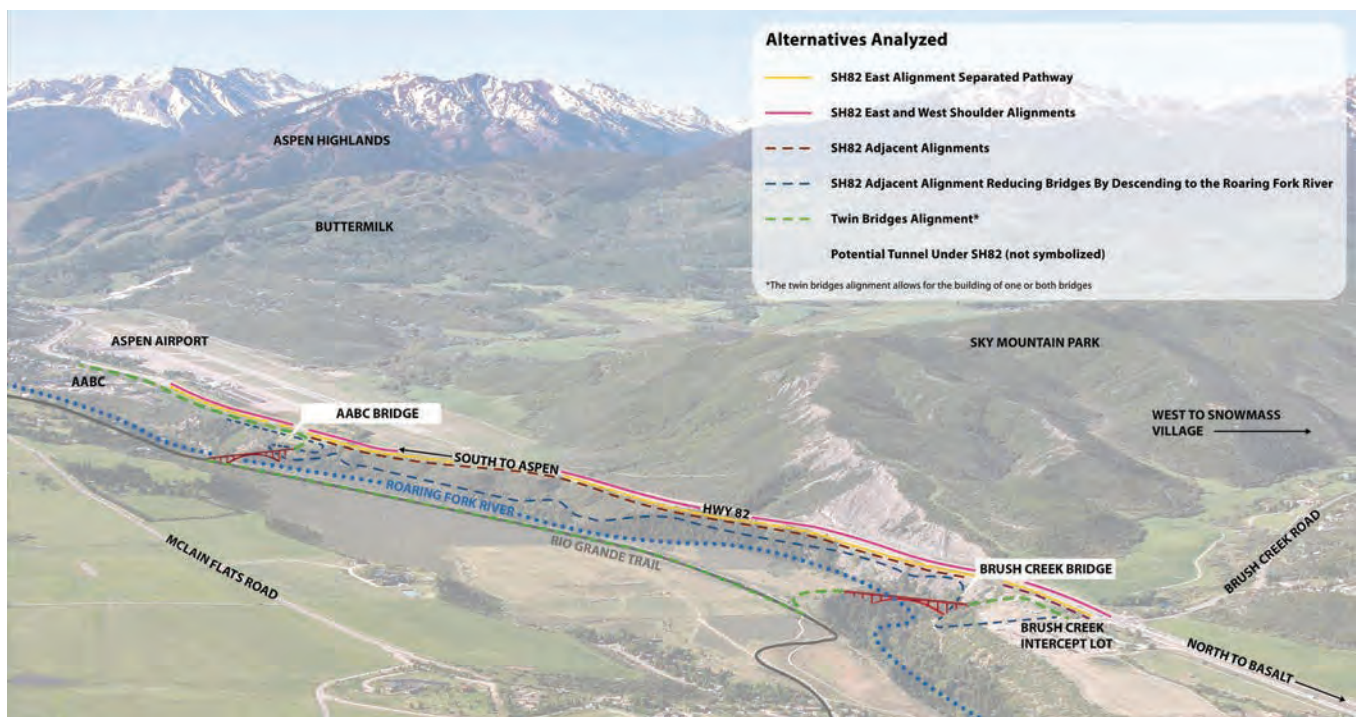 Alternatives Analyzed
SH82 East Alignment Separated Pathway
SH82 East and West Shoulder Alignments
SH82 Adjacent Alignments
SH82 Adjacent Alignment Reducing Bridges By Descending to the Roaring Fork River
Twin Bridges Alignment*
Potential Tunnel Under SH82 (not symbolized)
*The twin bridges alignment allows for the building of one or both bridges
ASPEN HIGHLANDS
BUTTERMILK
ASPEN AIRPORT
SKY MOUNTAIN PARK
AABC
AABC BRIDGE
WEST TO SNOWMASS
VILLAGE
SOUTH TO ASPEN
ROARING FORK RIVER
HWY 82
RIO GRANDE TRAIL
MCLAIN FLATS ROAD
BRUSH CREEK ROAD
BRUSH CREEK BRIDGE
BRUSH CREEK
INTERCEPT LOT
NORTH TO BASALT